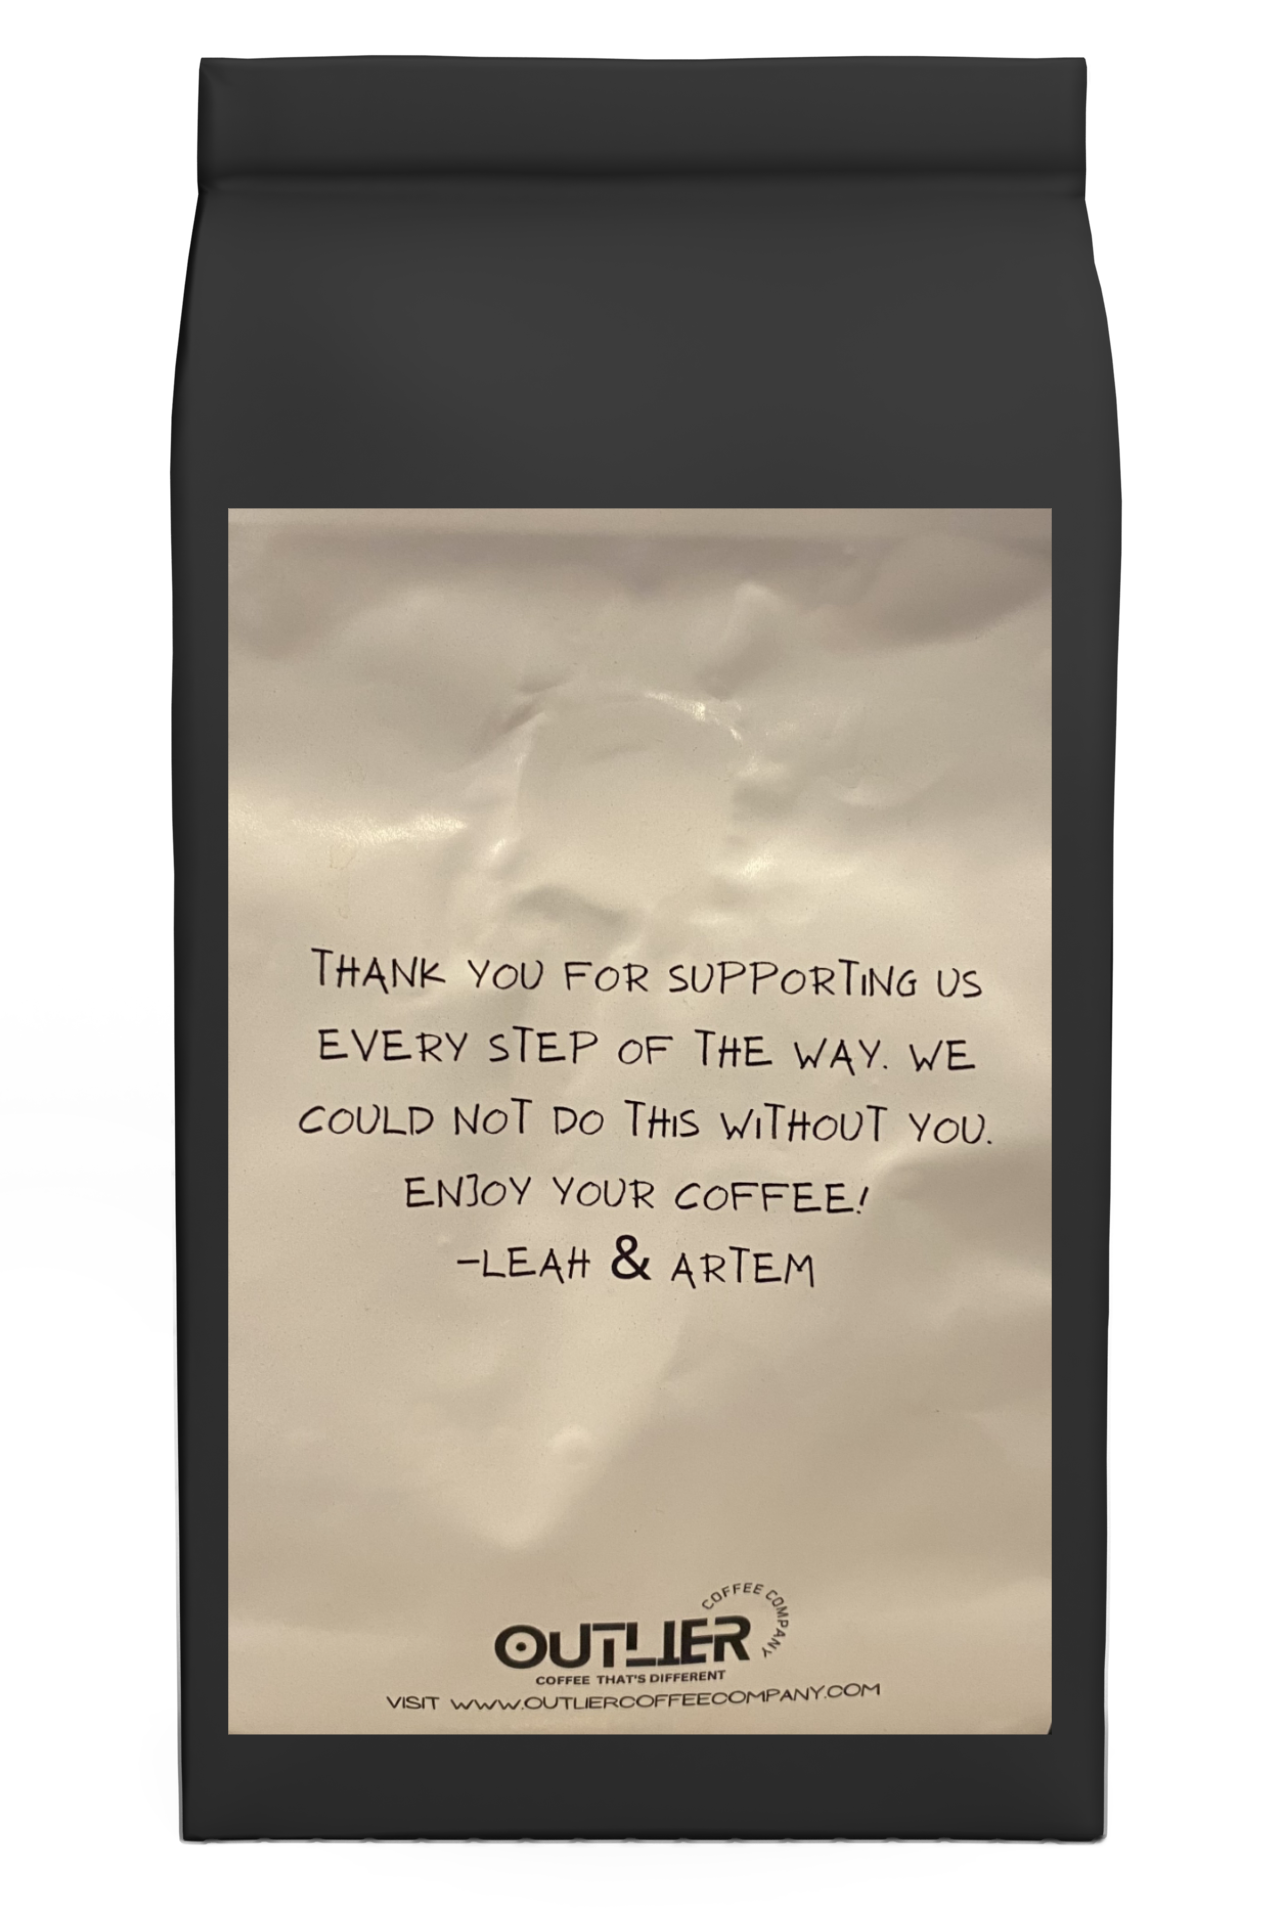 THANK YOU FOR SUPPORTING US
EVERY STEP OF THE WAY. WE
COULD NOT DO THIS WITHOUT YOU.
ENJOY YOUR COFFEE!
-LEAH & ARTEM
COFFEE COMPANY
OUTLIER
COFFEE THAT'S DIFFERENT
VISIT WWW.OUTLIERCOFFEECOMPANY.COM